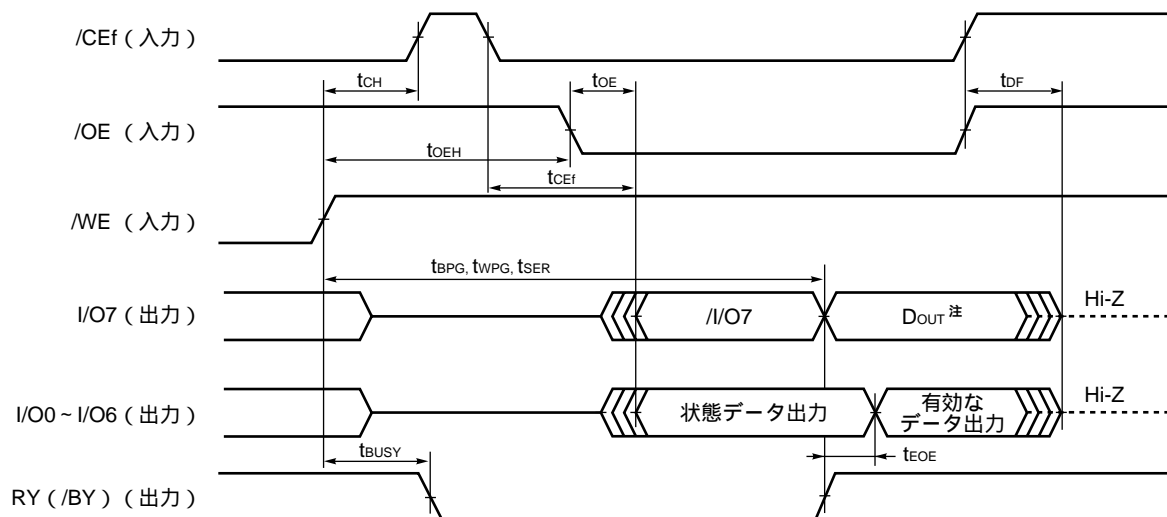 /CEf（入力）
tCH
tOE
tDF
/OE （入力）
tOEH
tCEf
/WE （入力）
tBPG, tWPG, tSER
I/O7（出力）
/I/O7
DOUT 注
Hi-Z
I/O0 ~ I/O6（出力）
状態データ出力
有効な
データ出力
Hi-Z
tBUSY
tEOE
RY（/BY）（出力）